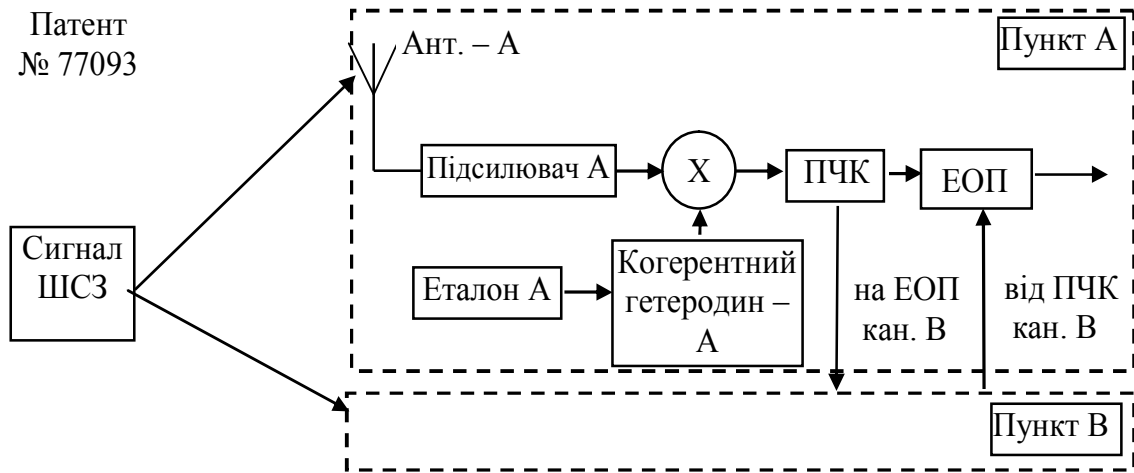 Патент
№ 77093
Ант. – А
Пункт А
Підсилювач А
Х
ПЧК
ЕОП
Сигнал
ШСЗ
Еталон А
Когерентний
гетеродин –
А
на ЕОП
кан. В
від ПЧК
кан. В
Пункт В